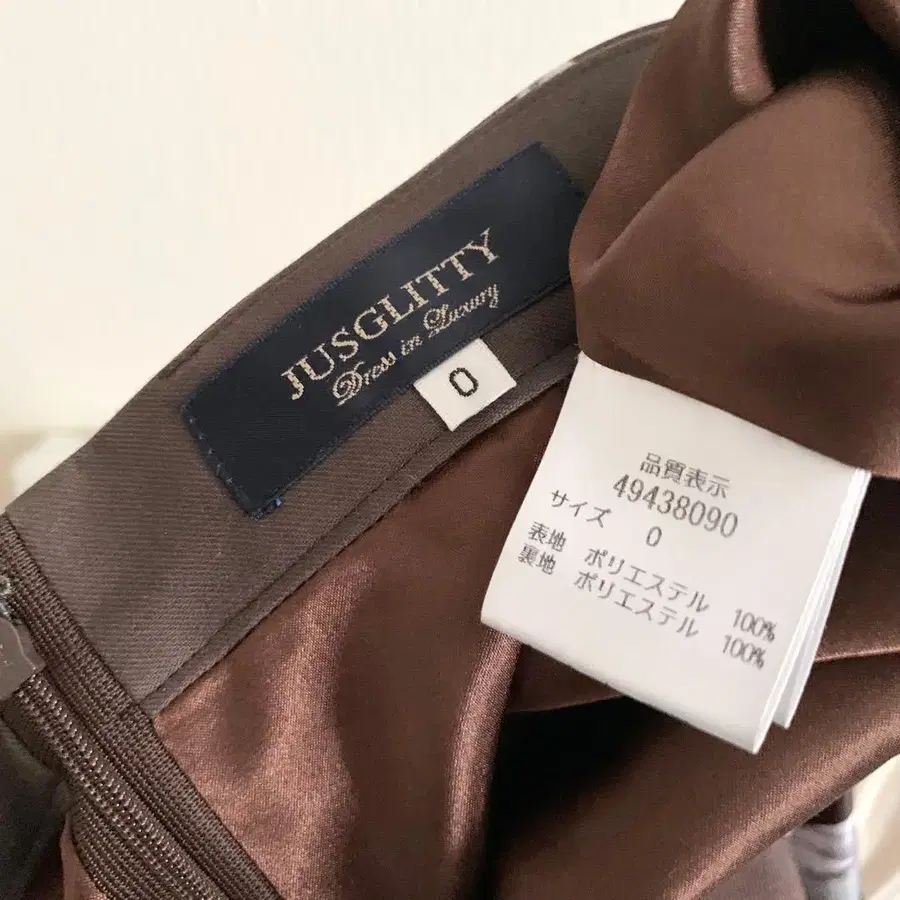 JUSGLITTY
Dress in Luxury
0
品質表示
49438090
サイズ 0
表地 ポリエステル 100%
裏地 ポリエステル 100%